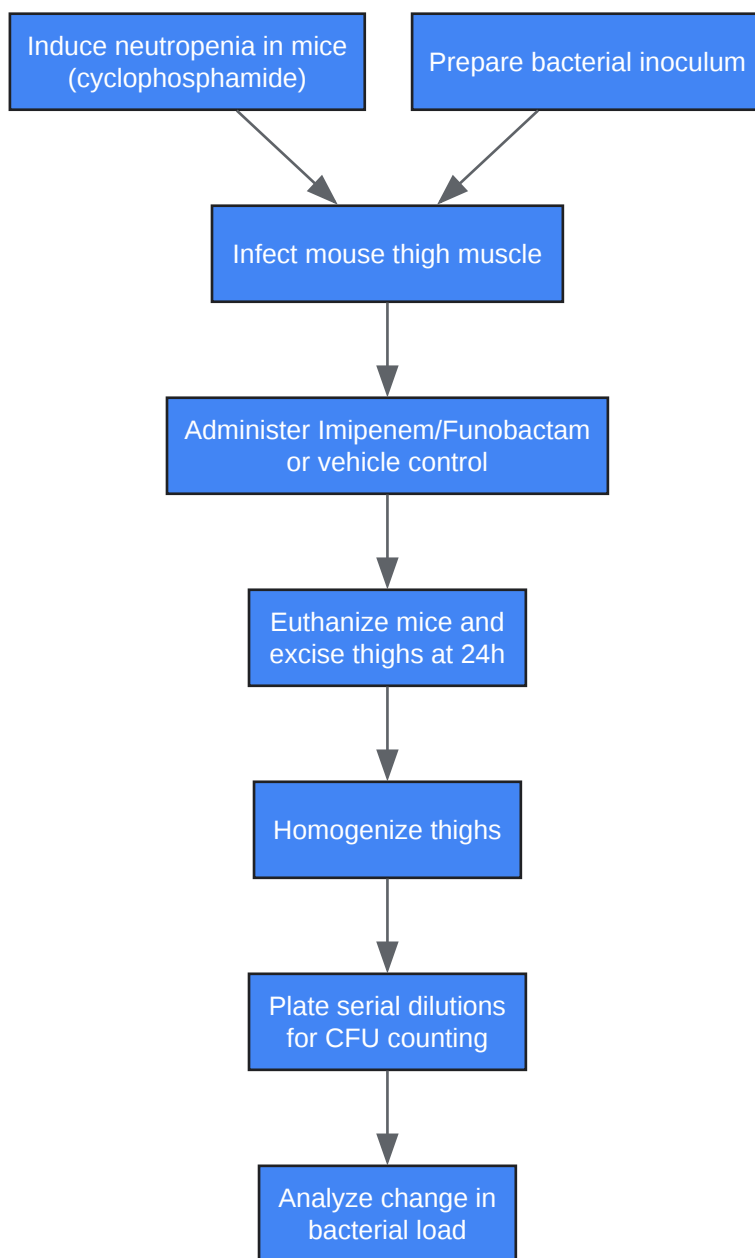 Induce neutropenia in mice
(cyclophosphamide)
Prepare bacterial inoculum
Infect mouse thigh muscle
Administer Imipenem/Funobactam
or vehicle control
Euthanize mice and
excise thighs at 24h
Homogenize thighs
Plate serial dilutions
for CFU counting
Analyze change in
bacterial load